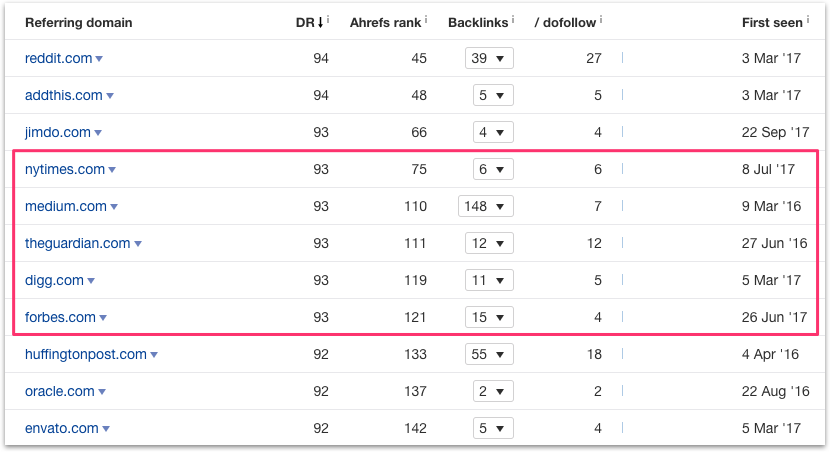 Referring domain DR Ahrefs rank Backlinks / dofollow First seen
reddit.com 94 45 39 27 3 Mar '17
addthis.com 94 48 5 5 3 Mar '17
jimdo.com 93 66 4 4 22 Sep '17
nytimes.com 93 75 6 6 8 Jul '17
medium.com 93 110 148 7 9 Mar '16
theguardian.com 93 111 12 12 27 Jun '16
digg.com 93 119 11 5 5 Mar '17
forbes.com 93 121 15 4 26 Jun '17
huffingtonpost.com 92 133 55 18 4 Apr '16
oracle.com 92 137 2 2 22 Aug '16
envato.com 92 142 5 4 5 Mar '17